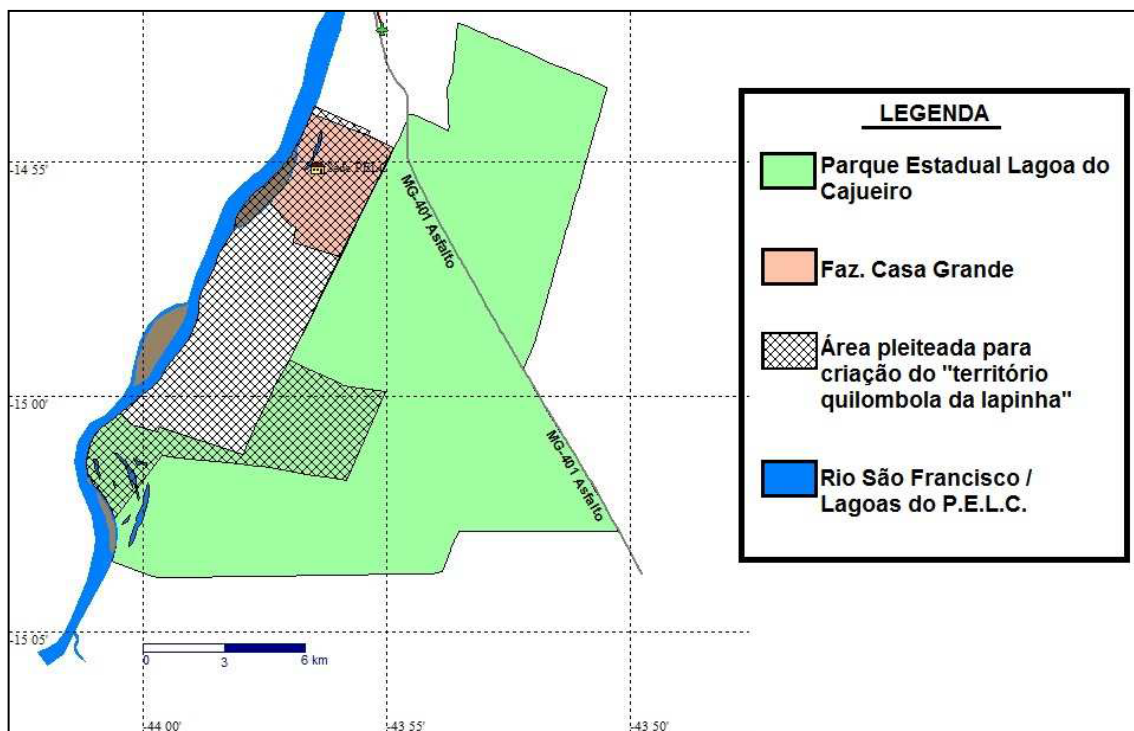 LEGENDA
Parque Estadual Lagoa do
Cajueiro
Faz. Casa Grande
Área pleiteada para
criação do "território
quilombola da lapinha"
Rio São Francisco /
Lagoas do P.E.L.C.
-14 55'
-15 00'
-15 05'
-44 00'
-43 55'
-43 50'
MG-401 Asfalto
MG-401 Asfalto
Sede PELC
0 3 6 km